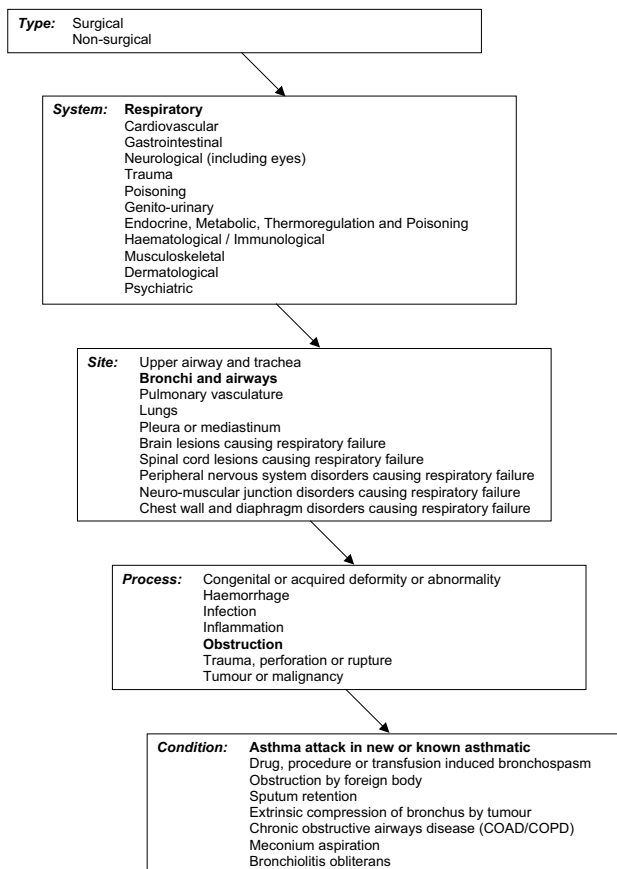 Type: Surgical
Non-surgical
System: Respiratory
Cardiovascular
Gastrointestinal
Neurological (including eyes)
Trauma
Poisoning
Genito-urinary
Endocrine, Metabolic, Thermoregulation and Poisoning
Haematological / Immunological
Musculoskeletal
Dermatological
Psychiatric
Site: Upper airway and trachea
Bronchi and airways
Pulmonary vasculature
Lungs
Pleura or mediastinum
Brain lesions causing respiratory failure
Spinal cord lesions causing respiratory failure
Peripheral nervous system disorders causing respiratory failure
Neuro-muscular junction disorders causing respiratory failure
Chest wall and diaphragm disorders causing respiratory failure
Process: Congenital or acquired deformity or abnormality
Haemorrhage
Infection
Inflammation
Obstruction
Trauma, perforation or rupture
Tumour or malignancy
Condition: Asthma attack in new or known asthmatic
Drug, procedure or transfusion induced bronchospasm
Obstruction by foreign body
Sputum retention
Extrinsic compression of bronchus by tumour
Chronic obstructive airways disease (COAD/COPD)
Meconium aspiration
Bronchiolitis obliterans